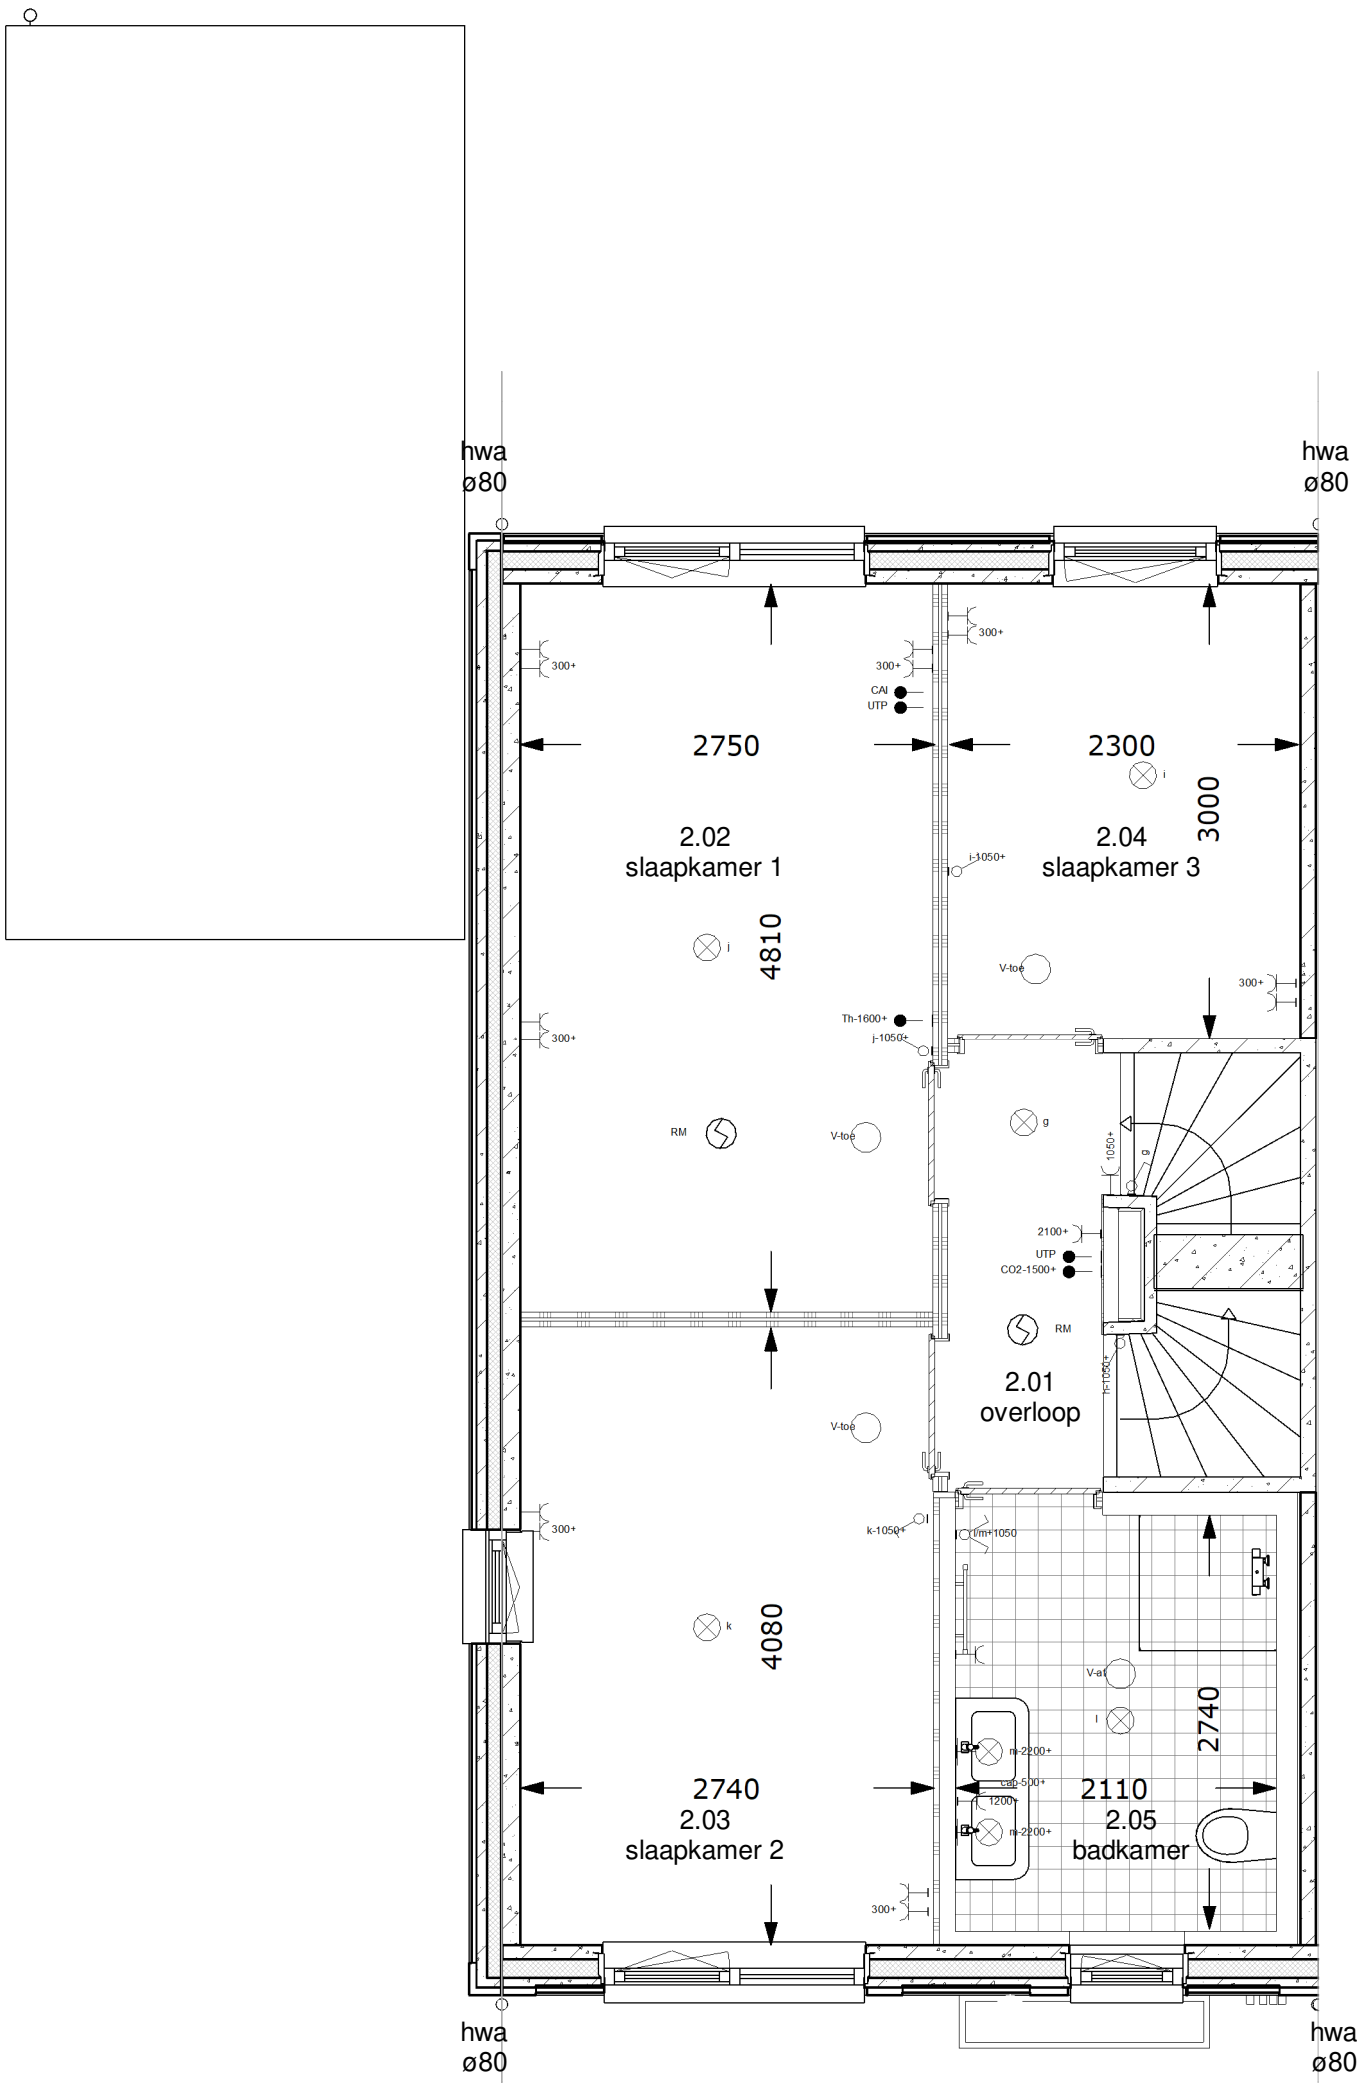 hwa
ø80
hwa
ø80
300+
300+
300+
CAI
UTP
2750
2300
i
3000
2.02
slaapkamer 1
2.04
slaapkamer 3
i-1050+
j
4810
V-toe
300+
Th-1600+
j-1050+
300+
g
1050+
g
RM
V-toe
2100+
UTP
CO2-1500+
RM
h-1050+
2.01
overloop
V-toe
300+
k-1050+
l/m+1050
k
4080
V-af
l
2740
m-2200+
cap-500+
2740
2110
1200+
2.03
slaapkamer 2
m-2200+
2.05
badkamer
300+
hwa
ø80
hwa
ø80